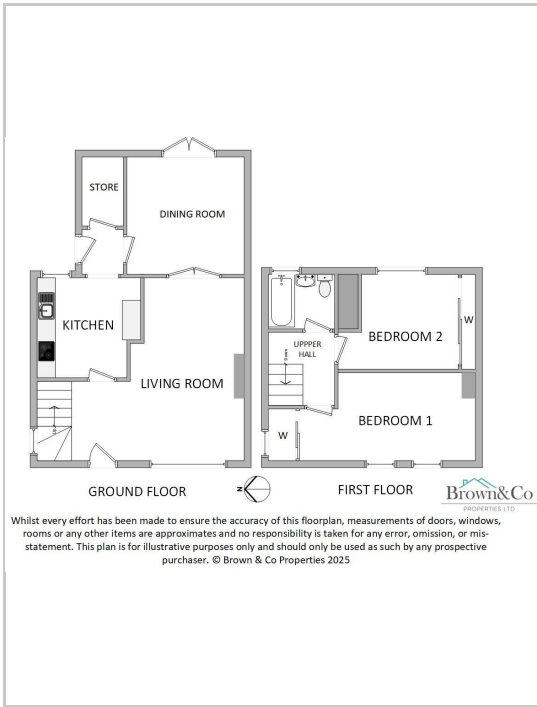 STORE
DINING ROOM
KITCHEN
LIVING ROOM
UP
GROUND FLOOR
BEDROOM 2
W
UPPPER
HALL
Down
BEDROOM 1
W
FIRST FLOOR
N
Brown&Co
PROPERTIES LTD
Whilst every effort has been made to ensure the accuracy of this floorplan, measurements of doors, windows,
rooms or any other items are approximates and no responsibility is taken for any error, omission, or mis-
statement. This plan is for illustrative purposes only and should only be used as such by any prospective
purchaser. © Brown & Co Properties 2025